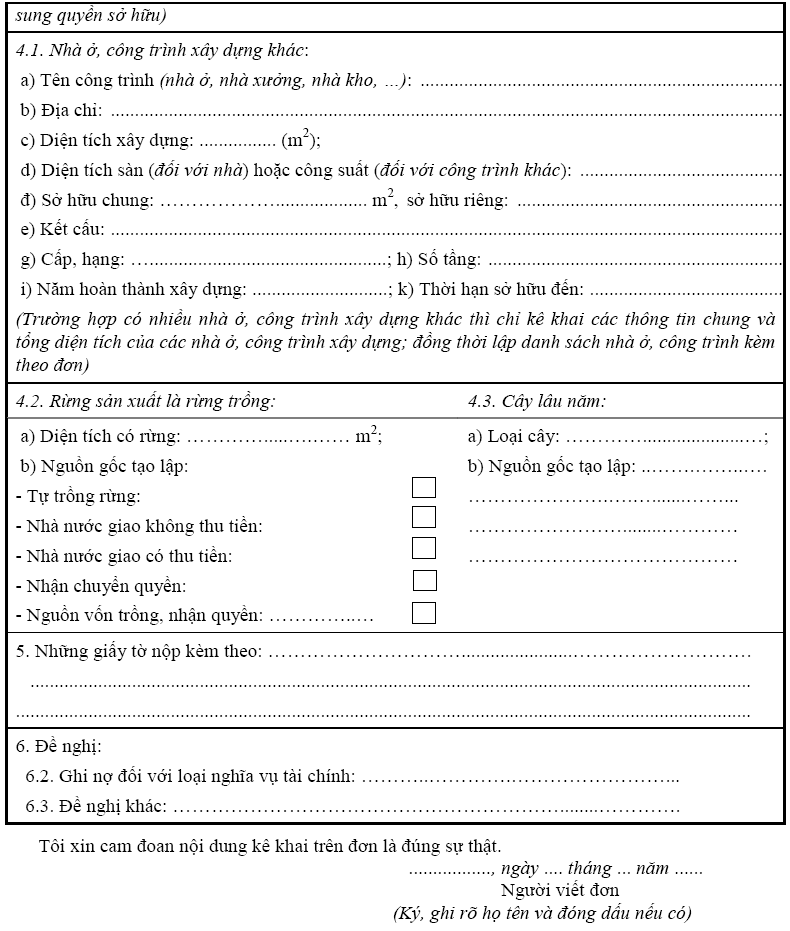 sung quyền sở hữu)
4.1. Nhà ở, công trình xây dựng khác:
a) Tên công trình (nhà ở, nhà xưởng, nhà kho, …): ............................................................................
b) Địa chỉ: ............................................................................................................................................
c) Diện tích xây dựng: ................ (m²);
d) Diện tích sàn (đối với nhà) hoặc công suất (đối với công trình khác): ..........................................
đ) Sở hữu chung: ………………................... m², sở hữu riêng: ........................................................
e) Kết cấu: ............................................................................................................................................
g) Cấp, hạng: …..................................................; h) Số tầng: .............................................................
i) Năm hoàn thành xây dựng: ............................; k) Thời hạn sở hữu đến: ........................................
(Trường hợp có nhiều nhà ở, công trình xây dựng khác thì chỉ kê khai các thông tin chung và
tổng diện tích của các nhà ở, công trình xây dựng; đồng thời lập danh sách nhà ở, công trình kèm
theo đơn)
4.2. Rừng sản xuất là rừng trồng: 4.3. Cây lâu năm:
a) Diện tích có rừng: ………….....………. m²; a) Loại cây: …………......................…;
b) Nguồn gốc tạo lập: b) Nguồn gốc tạo lập: ..…………..….
- Tự trồng rừng: □ ………………….…….......……...
- Nhà nước giao không thu tiền: □ …………………….......…………
- Nhà nước giao có thu tiền: □ ……………………………………
- Nhận chuyển quyền: □
- Nguồn vốn trồng, nhận quyền: …………..…. □
5. Những giấy tờ nộp kèm theo: …………………………......................………………………
......................................................................................................................................................
.........................................................................................................................................................
6. Đề nghị:
6.2. Ghi nợ đối với loại nghĩa vụ tài chính: ………..………….……………………..
6.3. Đề nghị khác: …………………………………………………….......………….
Tôi xin cam đoan nội dung kê khai trên đơn là đúng sự thật.
................., ngày .... tháng ... năm ......
Người viết đơn
(Ký, ghi rõ họ tên và đóng dấu nếu có)